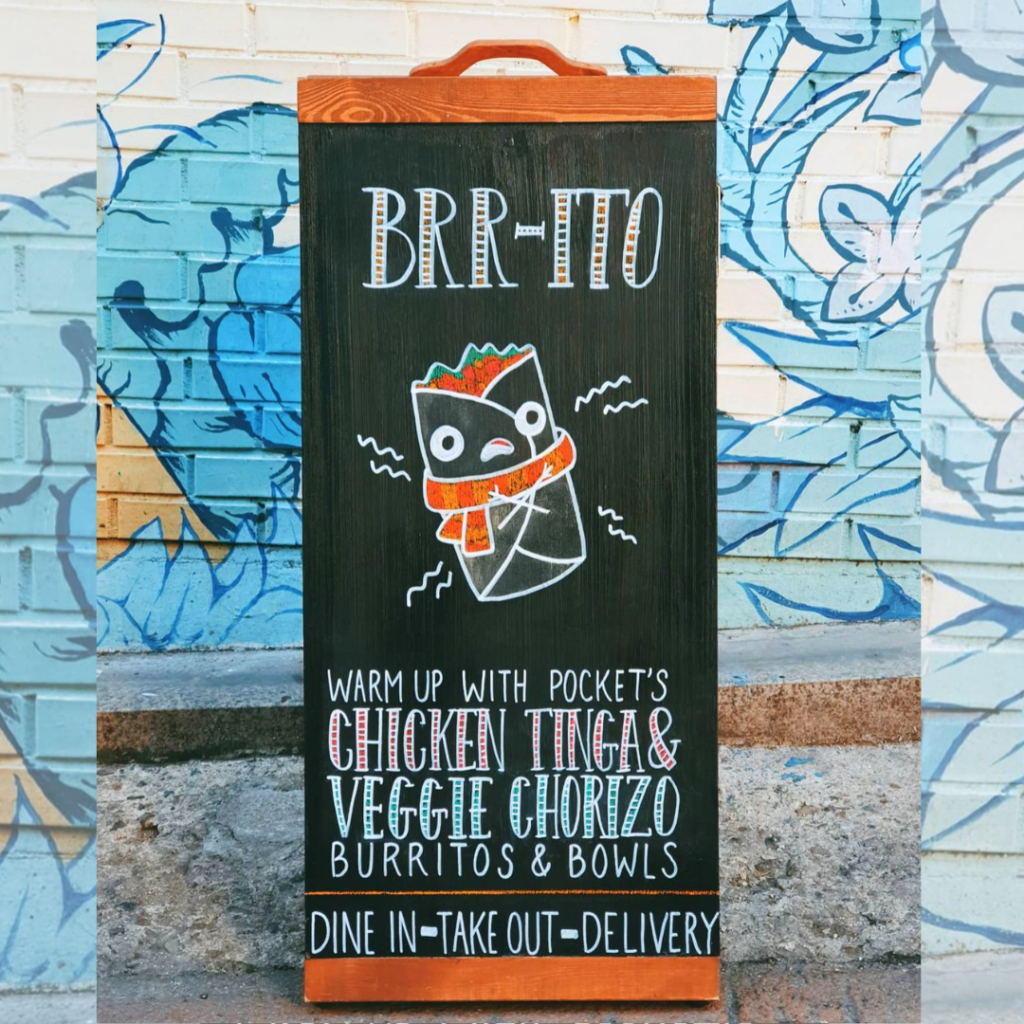 BRR-ITO
WARM UP WITH POCKET'S
CHICKEN TINGA &
VEGGIE CHORIZO
BURRITOS & BOWLS
DINE IN-TAKE OUT-DELIVERY